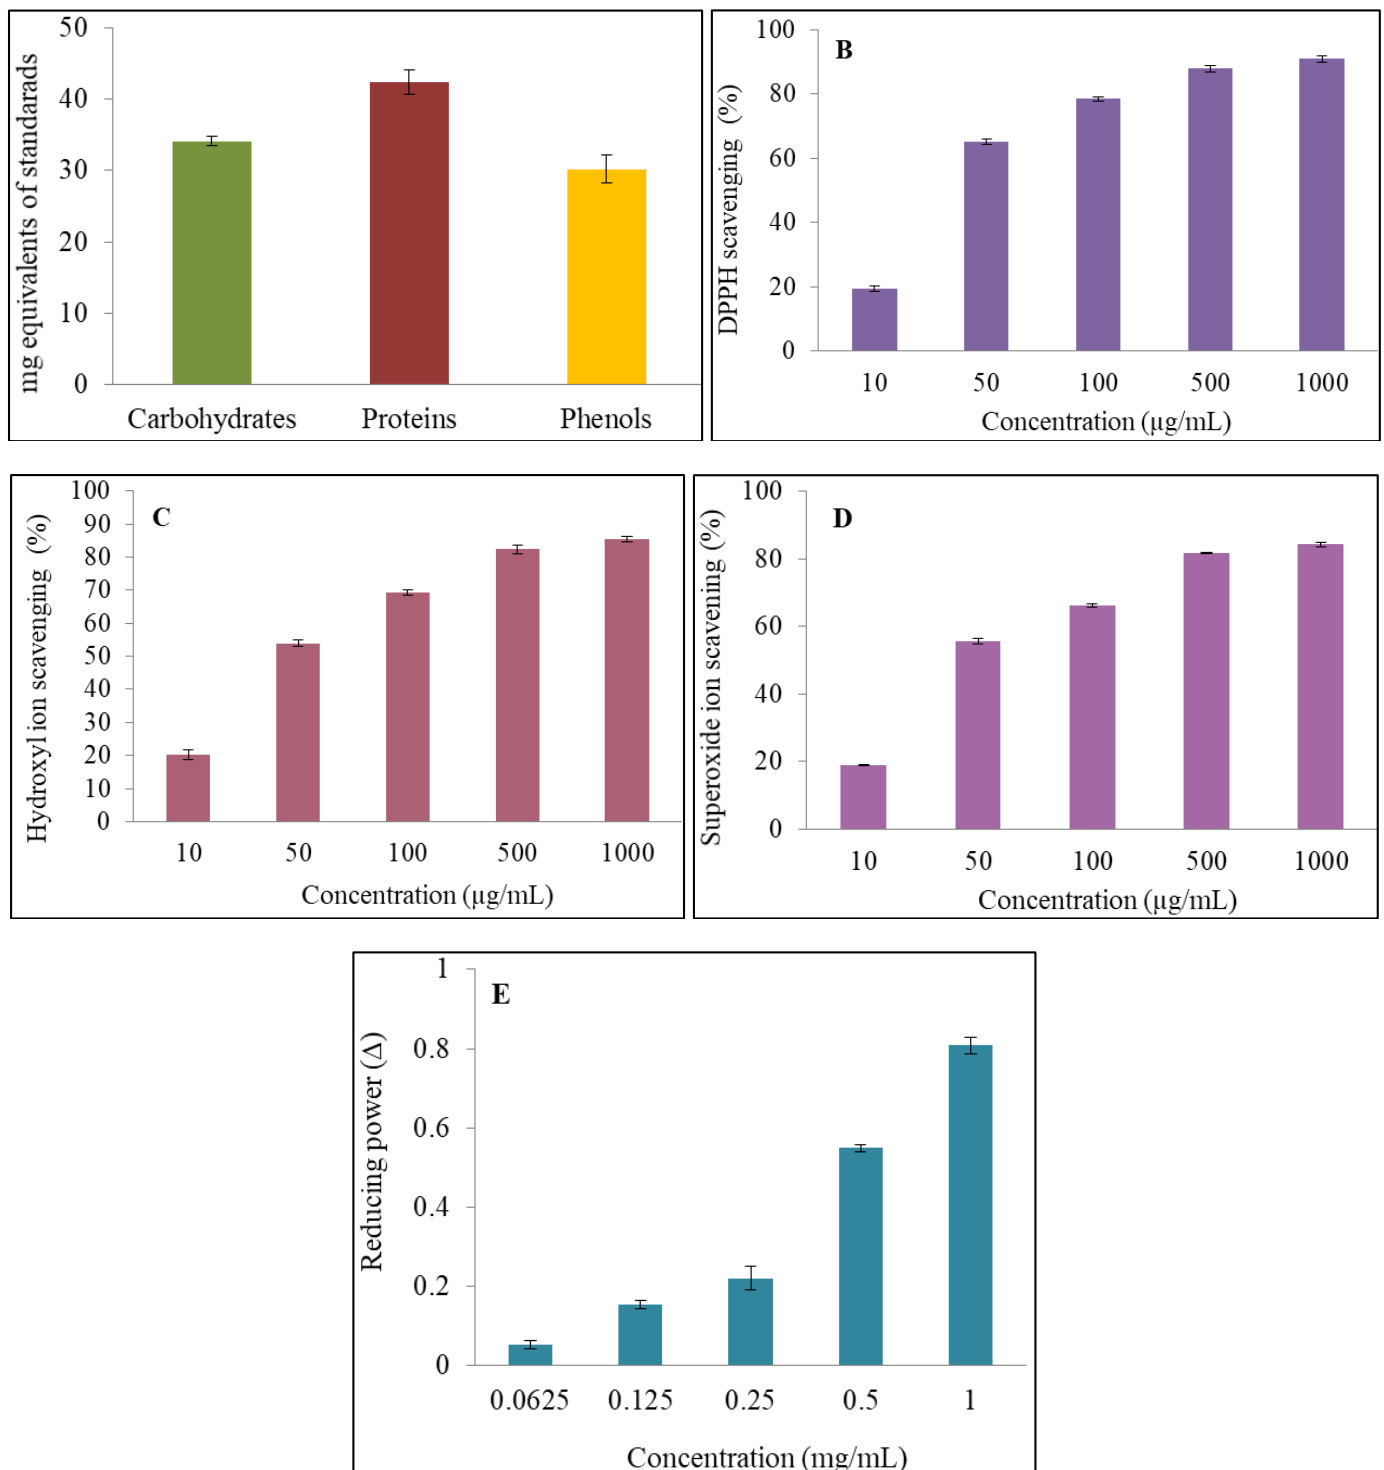 mg equivalents of standarads
50
40
30
20
10
0
Carbohydrates Proteins Phenols
B
DPPH scavenging (%)
100
80
60
40
20
0
10 50 100 500 1000
Concentration (µg/mL)
C
Hydroxyl ion scavenging (%)
100
90
80
70
60
50
40
30
20
10
0
10 50 100 500 1000
Concentration (µg/mL)
D
Superoxide ion scavening (%)
100
80
60
40
20
0
10 50 100 500 1000
Concentration (µg/mL)
E
Reducing power (Δ)
1
0.8
0.6
0.4
0.2
0
0.0625 0.125 0.25 0.5 1
Concentration (mg/mL)